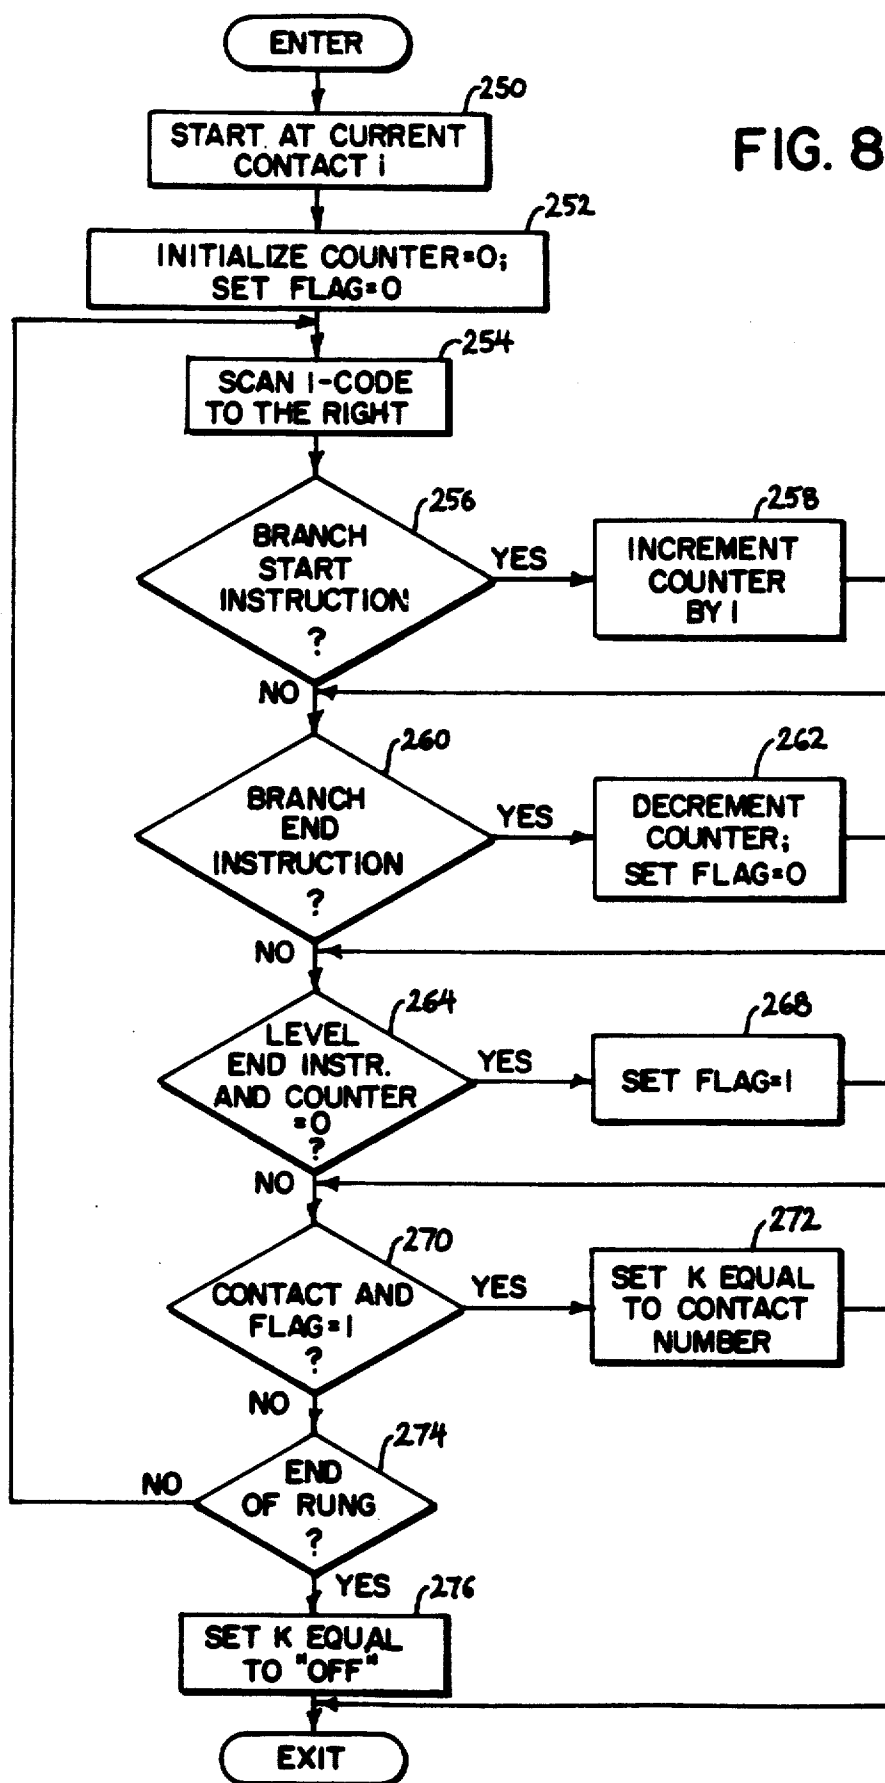 ENTER
250
START AT CURRENT
CONTACT i
FIG. 8
252
INITIALIZE COUNTER=0;
SET FLAG=0
254
SCAN I-CODE
TO THE RIGHT
256
BRANCH
START
INSTRUCTION
?
YES
258
INCREMENT
COUNTER
BY 1
NO
260
BRANCH
END
INSTRUCTION
?
YES
262
DECREMENT
COUNTER;
SET FLAG=0
NO
264
LEVEL
END INSTR.
AND COUNTER
=0
?
YES
268
SET FLAG=1
NO
270
CONTACT AND
FLAG=1
?
YES
272
SET K EQUAL
TO CONTACT
NUMBER
NO
274
END
OF RUNG
?
NO
YES
276
SET K EQUAL
TO "OFF"
EXIT